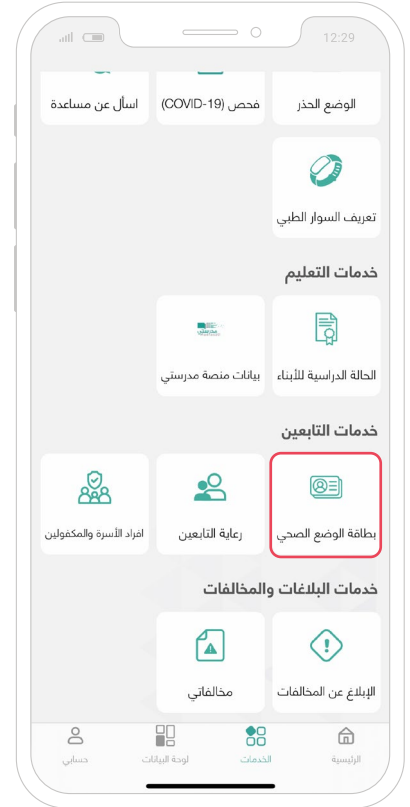 12:29
الوضع الحذر
فحص (COVID-19)
اسأل عن مساعدة
تعريف السوار الطبي
خدمات التعليم
الحالة الدراسية للأبناء
بيانات منصة مدرستي
خدمات التابعين
بطاقة الوضع الصحي
رعاية التابعين
افراد الأسرة والمكفولين
خدمات البلاغات والمخالفات
الإبلاغ عن المخالفات
مخالفاتي
الرئيسية
الخدمات
لوحة البيانات
حسابي